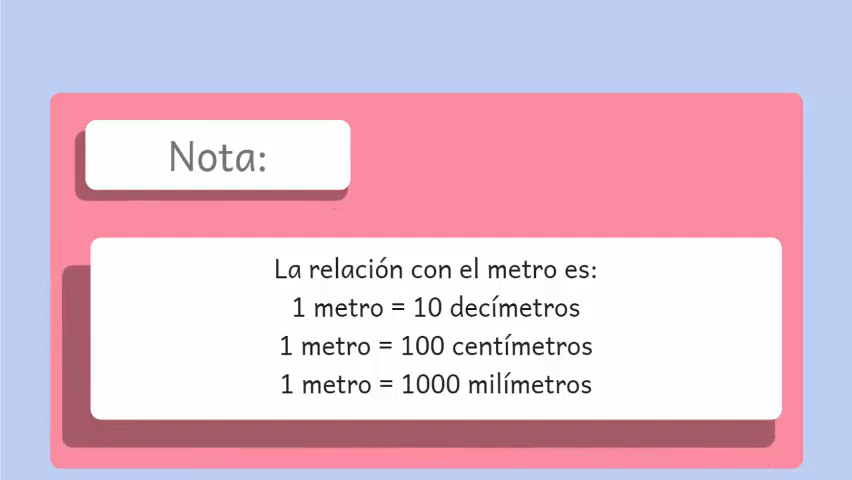 Nota:
La relación con el metro es:
1 metro = 10 decímetros
1 metro = 100 centímetros
1 metro = 1000 milímetros